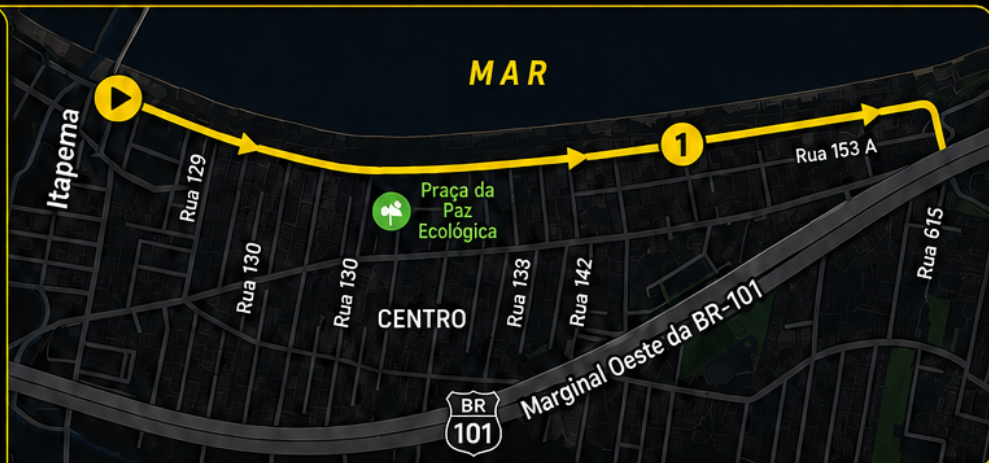 MAR
Itapema
1
Rua 153 A
Rua 129
Praça da
Paz
Ecológica
Rua 615
Rua 130
Rua 130
Rua 138
Rua 142
CENTRO
Marginal Oeste da BR-101
BR
101